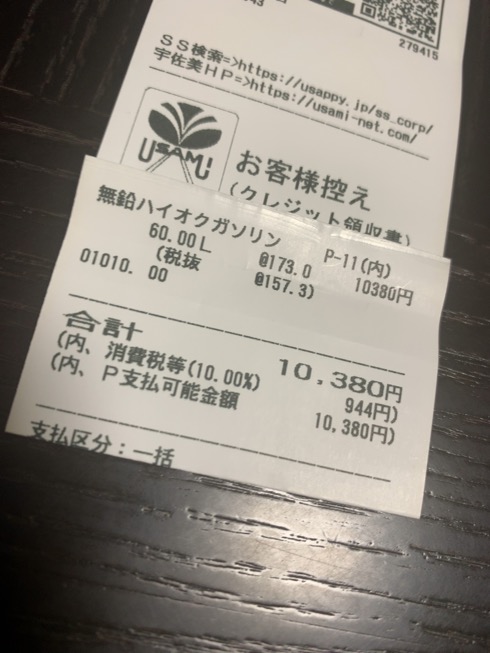 43
279415
SS検索=>https://usappy.jp/ss_corp/
宇佐美HP=>https://usami-net.com/
USAMI
お客様控え
(クレジット領収書)
無鉛ハイオクガソリン P-11(内)
60.00L @173.0 10380円
(税抜 @157.3)
01010.00
合計 10,380円
(内、消費税等(10.00%) 944円)
(内、P支払可能金額 10,380円)
支払区分:一括